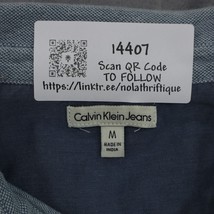 14407
Scan QR Code
TO FOLLOW
https://linktr.ee/nolathriftique
Calvin Klein Jeans
M
MADE IN
INDIA